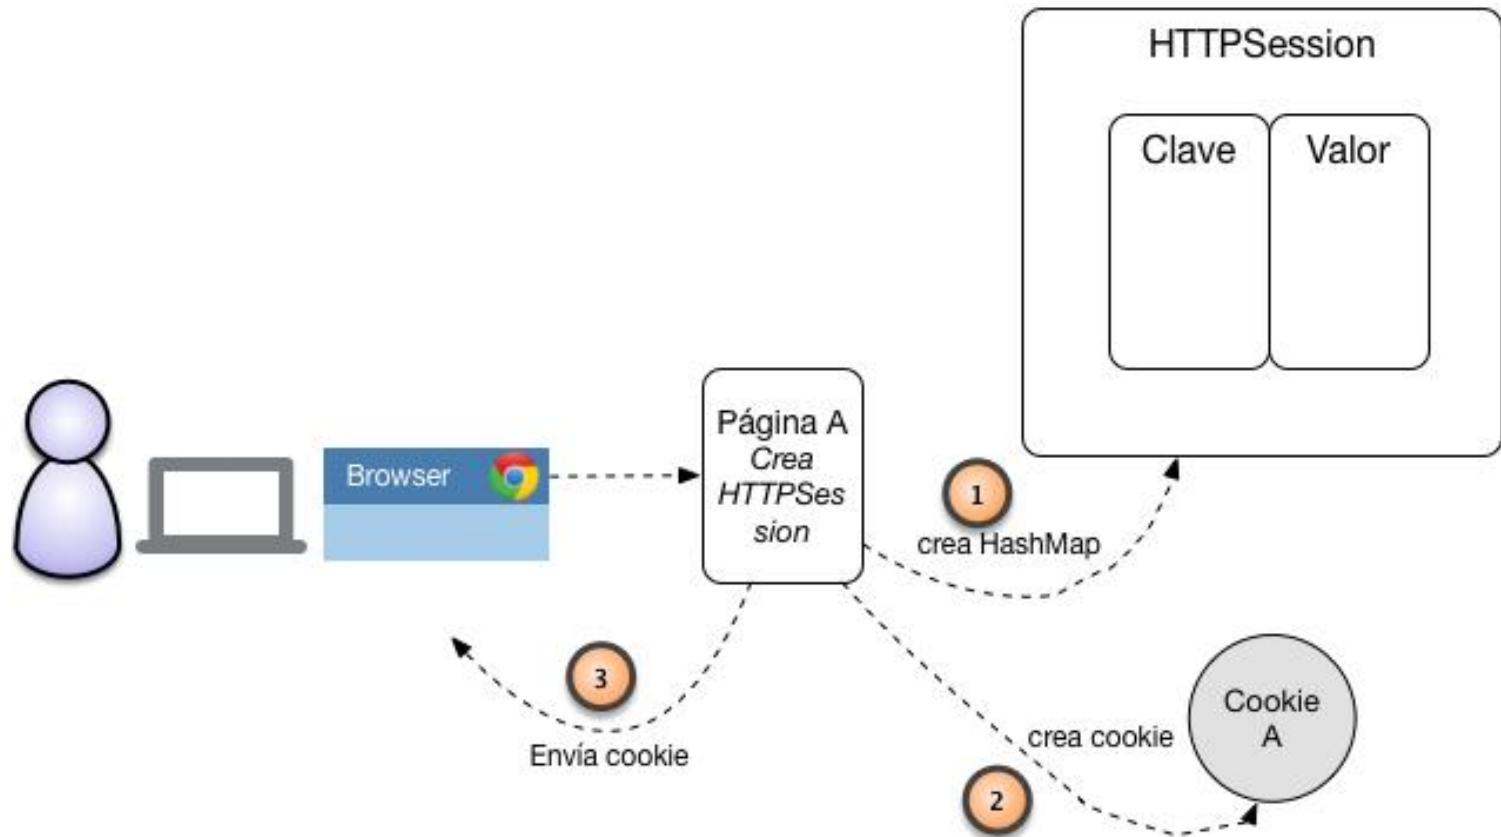 HTTPSession
Clave
Valor
Browser
Página A
Crea
HTTPSes
sion
1
crea HashMap
3
Envía cookie
crea cookie
2
Cookie
A